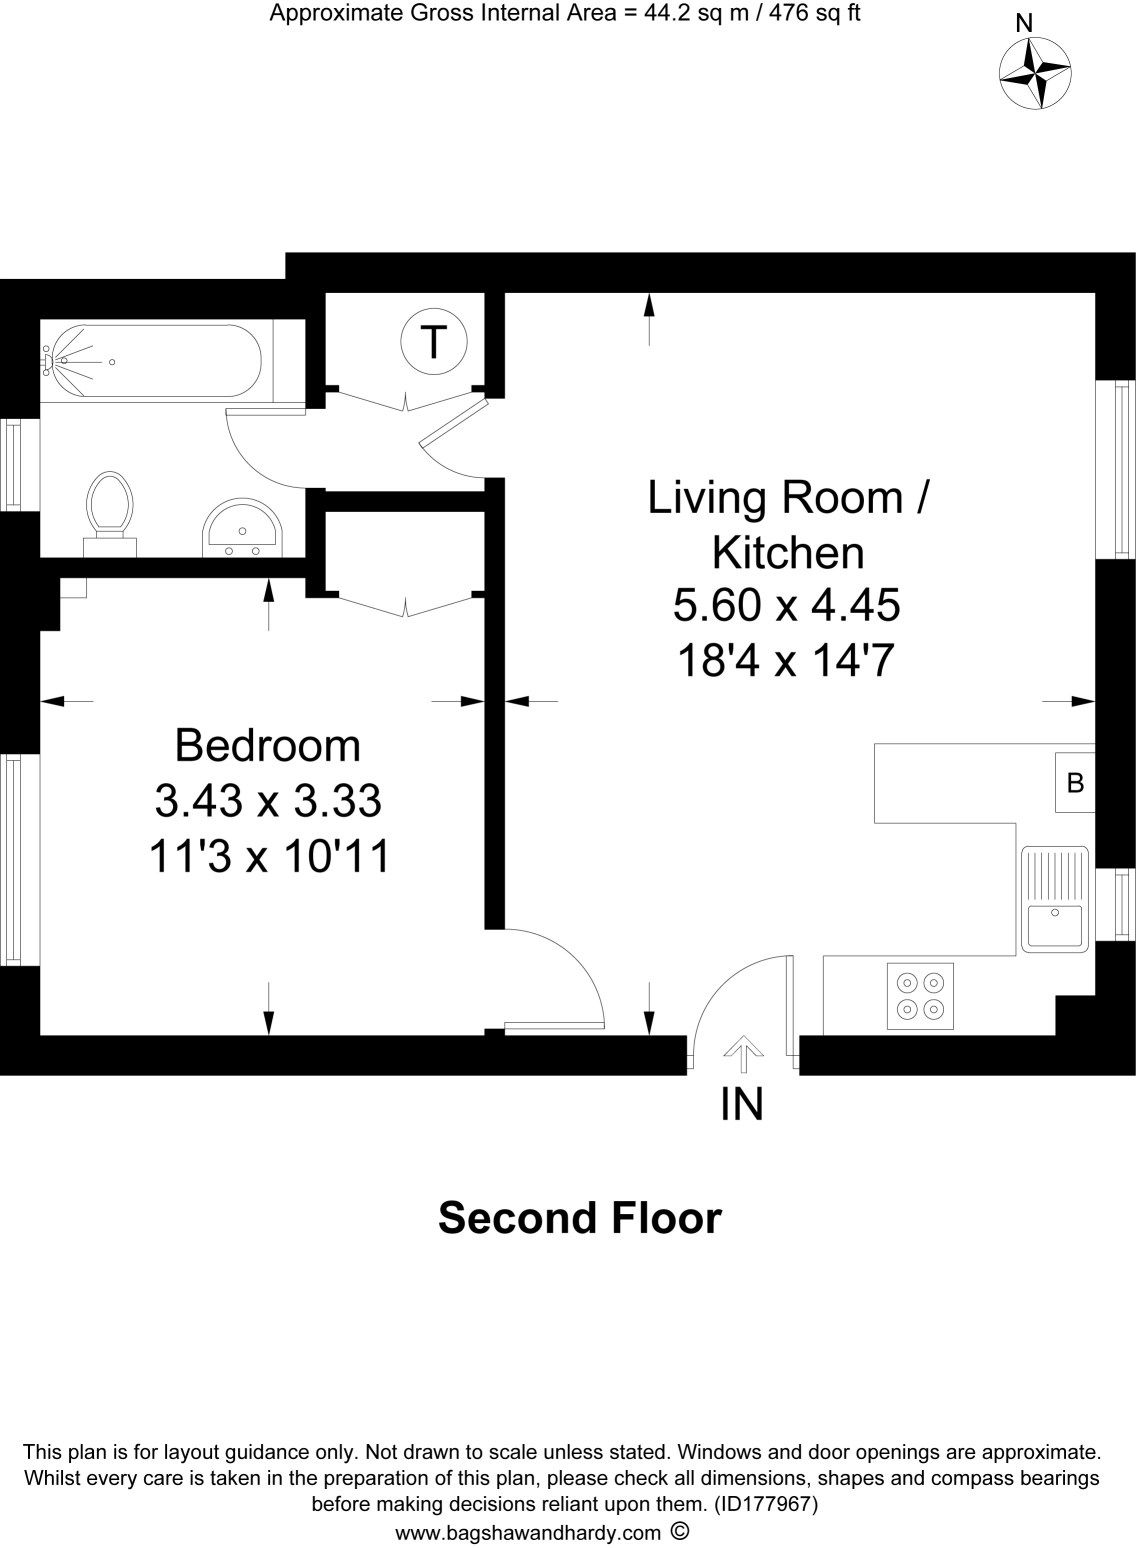 Approximate Gross Internal Area = 44.2 sq m / 476 sq ft
N
T
Living Room /
Kitchen
5.60 x 4.45
18'4 x 14'7
Bedroom
3.43 x 3.33
11'3 x 10'11
B
IN
Second Floor
This plan is for layout guidance only. Not drawn to scale unless stated. Windows and door openings are approximate.
Whilst every care is taken in the preparation of this plan, please check all dimensions, shapes and compass bearings
before making decisions reliant upon them. (ID177967)
www.bagshawandhardy.com ©